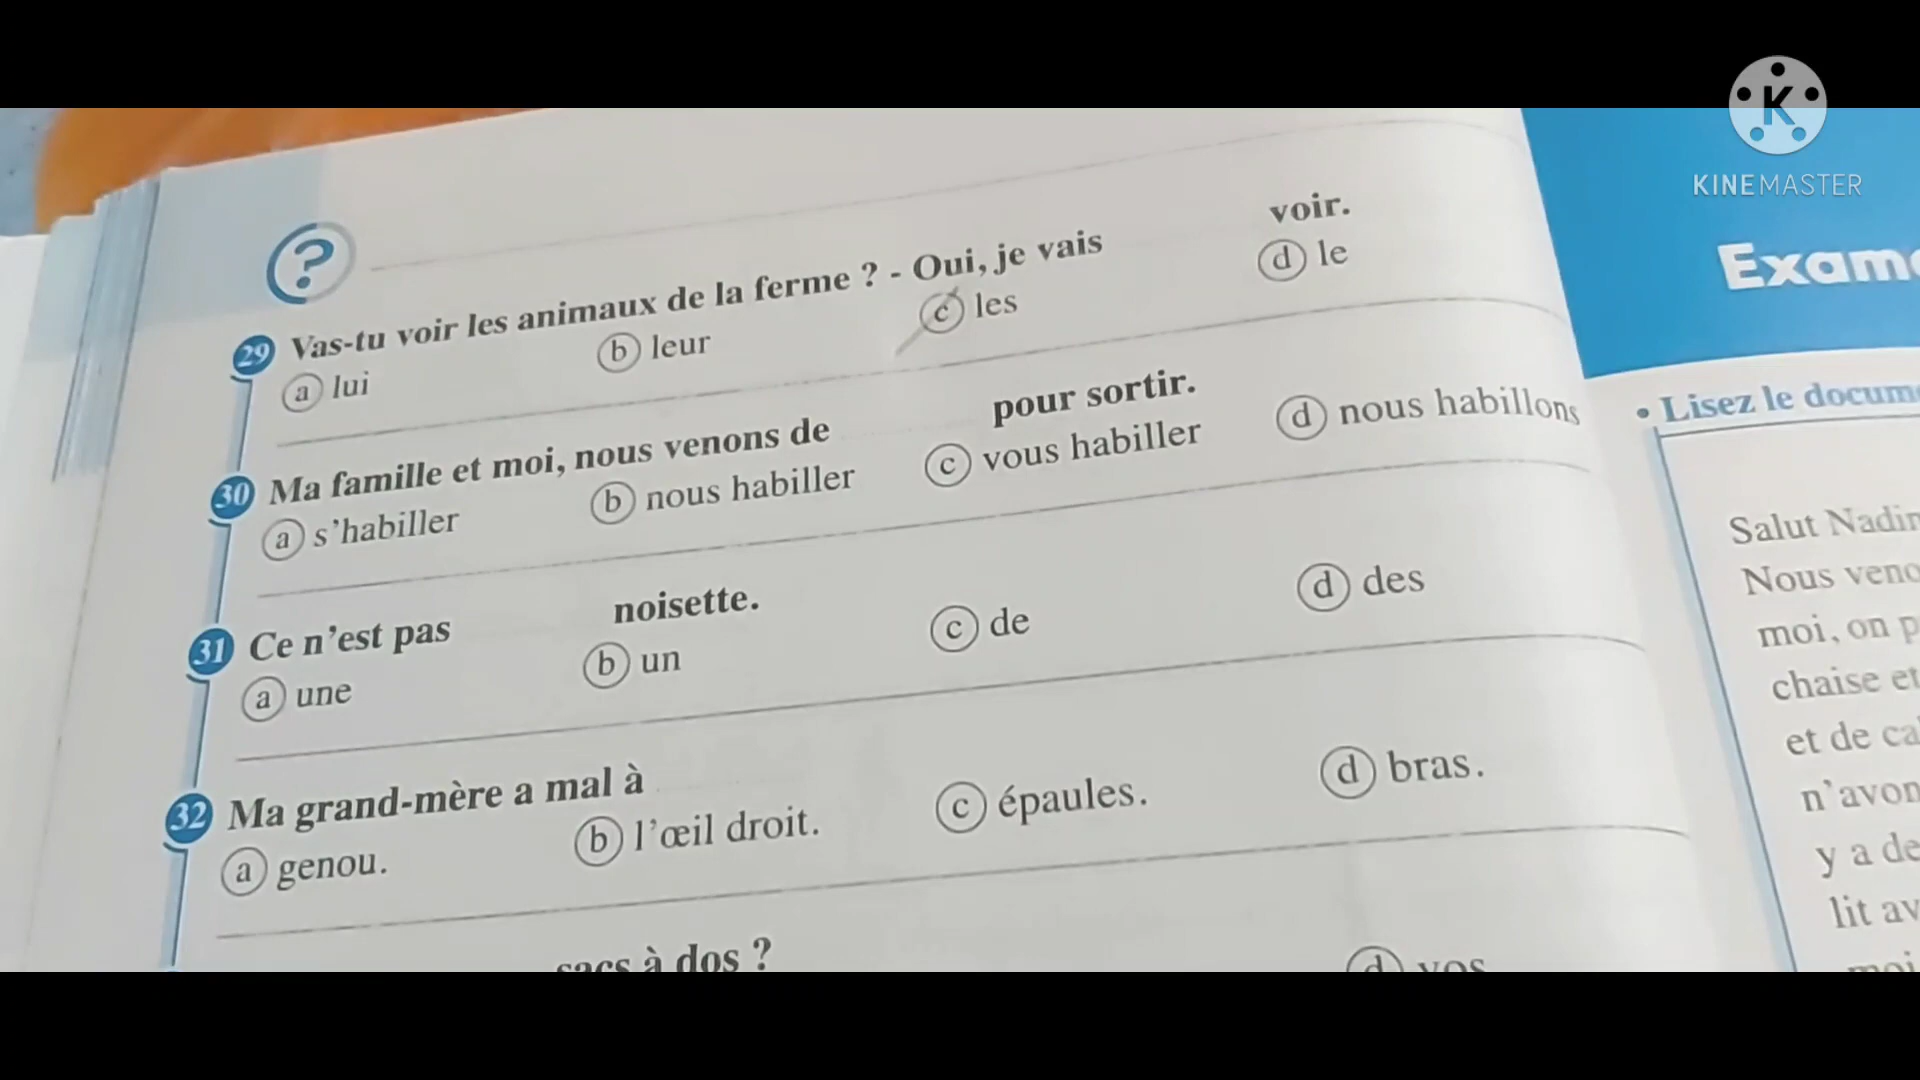 KINEMASTER
?
29 Vas-tu voir les animaux de la ferme ? - Oui, je vais voir.
a lui b leur c les d le
30 Ma famille et moi, nous venons de pour sortir.
a s'habiller b nous habiller c vous habiller d nous habillons
31 Ce n'est pas noisette.
a une b un c de d des
32 Ma grand-mère a mal à
a genou. b l'œil droit. c épaules. d bras.
sacs à dos ?
d vos
Exam
• Lisez le docum
Salut Nadin
Nous veno
moi, on p
chaise et
et de ca
n'avon
y a de
lit av
moi